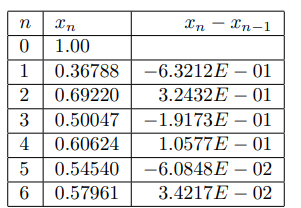 n x_n x_n − x_{n−1}
0 1.00
1 0.36788 −6.3212E − 01
2 0.69220 3.2432E − 01
3 0.50047 −1.9173E − 01
4 0.60624 1.0577E − 01
5 0.54540 −6.0848E − 02
6 0.57961 3.4217E − 02